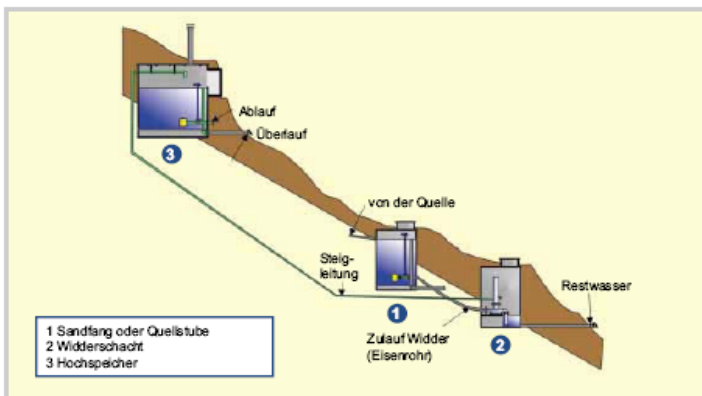 Ablauf
Überlauf
3
von der Quelle
Steig-
leitung
Restwasser
1
Zulauf Widder
(Eisenrohr)
2
1 Sandfang oder Quellstube
2 Widderschacht
3 Hochspeicher